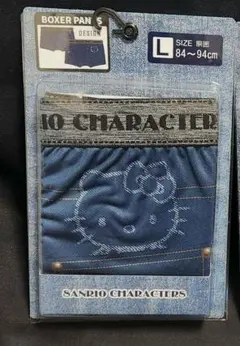 BOXER PANTS
DESIGN
L SIZE 胴囲
84〜94cm
IO CHARACTER
SANRIO CHARACTERS